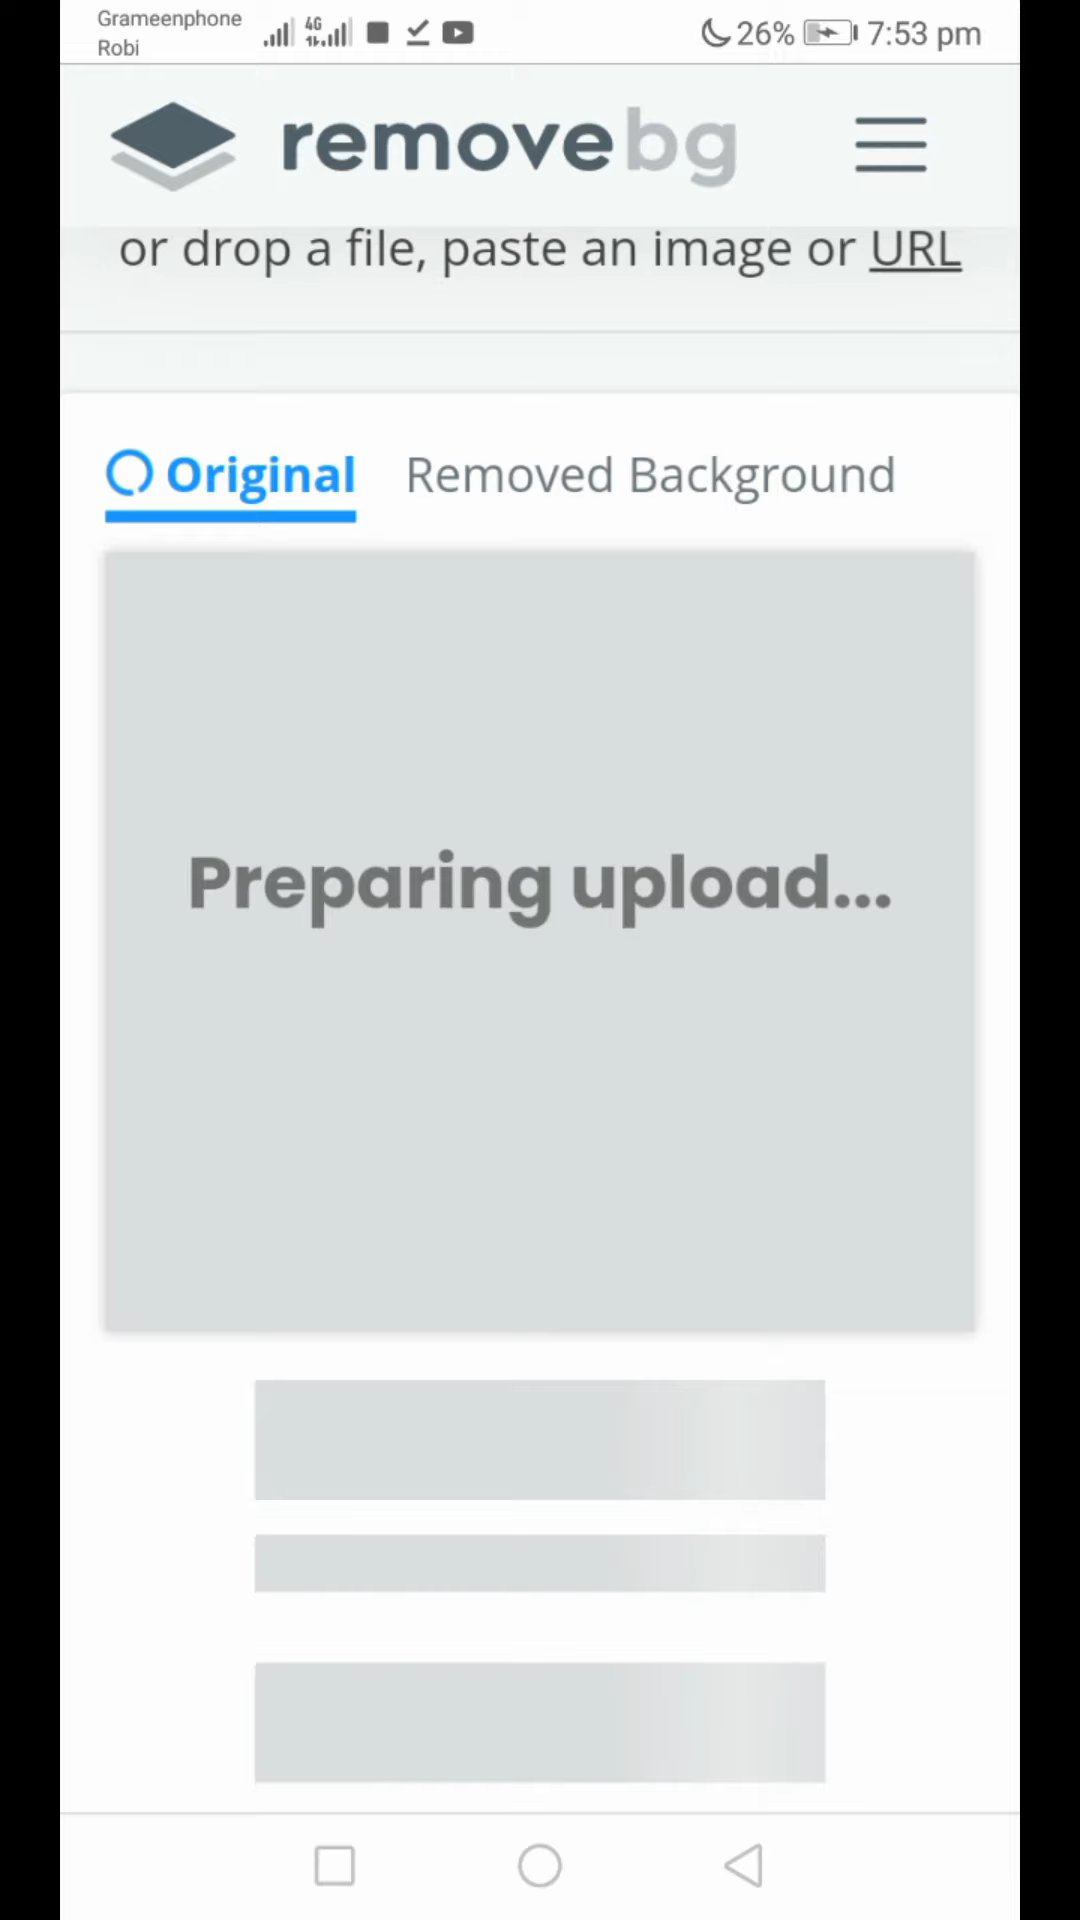 Grameenphone
Robi
4G
26%
7:53 pm
removebg
or drop a file, paste an image or URL
Original
Removed Background
Preparing upload...